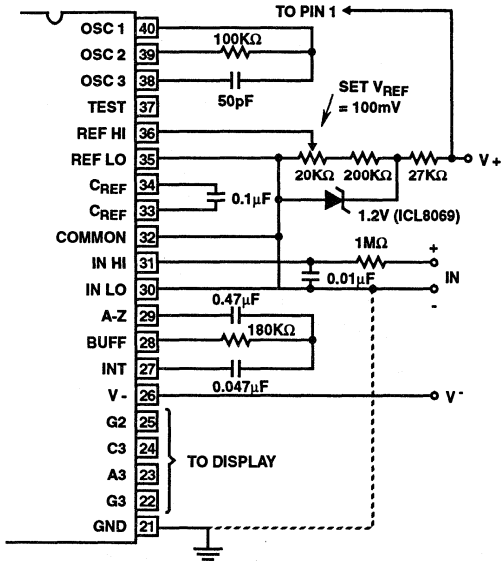 TO PIN 1
OSC 1 40
100KΩ
OSC 2 39
OSC 3 38
50pF
SET VREF
= 100mV
TEST 37
REF HI 36
REF LO 35
V+
20KΩ 200KΩ 27KΩ
CREF 34
0.1µF
1.2V (ICL8069)
CREF 33
COMMON 32
1MΩ
+
IN HI 31
0.01µF
IN
IN LO 30
-
0.47µF
A-Z 29
180KΩ
BUFF 28
INT 27
0.047µF
V - 26
V-
G2 25
C3 24
TO DISPLAY
A3 23
G3 22
GND 21